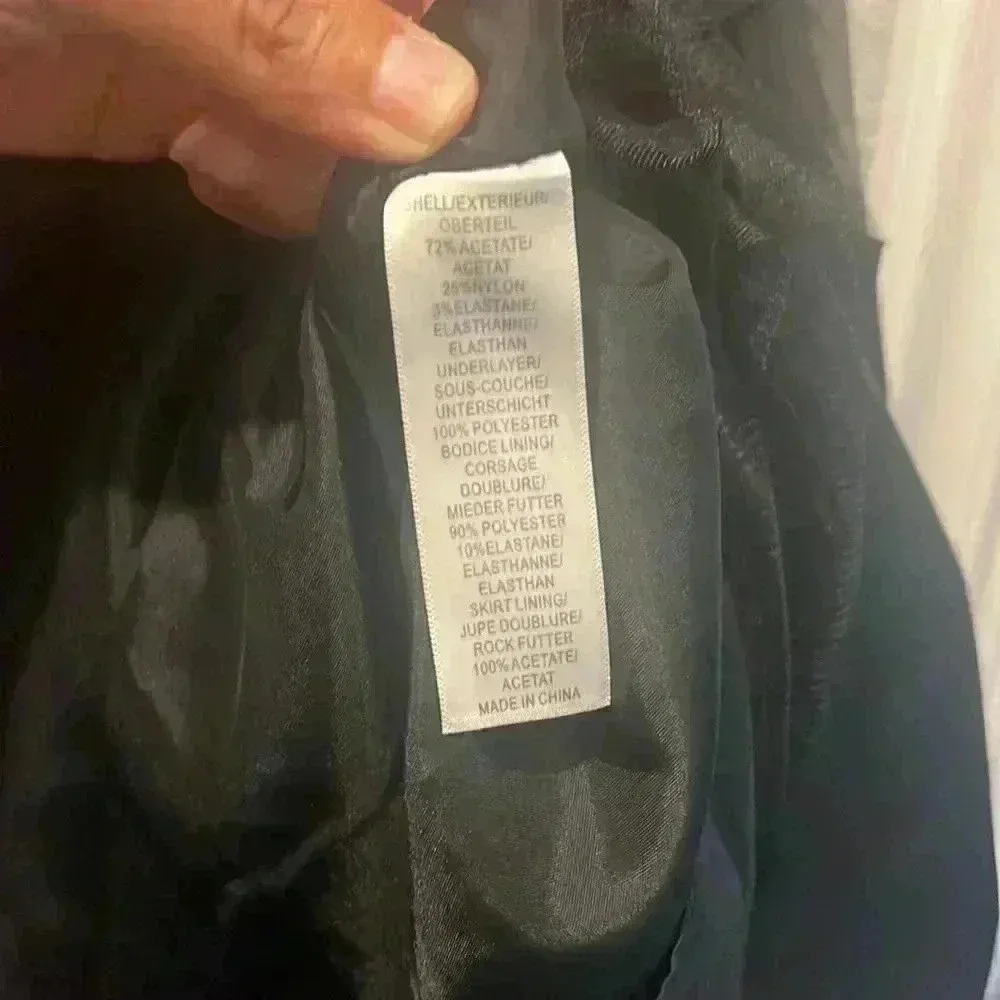 SHELL/EXTERIEUR/
OBERTEIL
72% ACETATE/
ACETAT
25%NYLON
3%ELASTANE/
ELASTHANNE/
ELASTHAN
UNDERLAYER/
SOUS-COUCHE/
UNTERSCHICHT
100% POLYESTER
BODICE LINING/
CORSAGE
DOUBLURE/
MIEDER FUTTER
90% POLYESTER
10%ELASTANE/
ELASTHANNE/
ELASTHAN
SKIRT LINING/
JUPE DOUBLURE/
ROCK FUTTER
100%ACETATE/
ACETAT
MADE IN CHINA